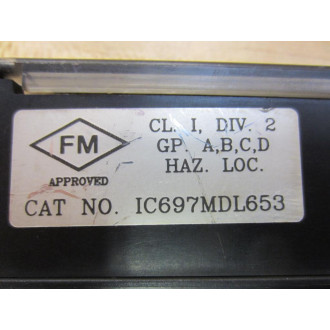 FM
APPROVED
CL. I, DIV. 2
GP. A,B,C,D
HAZ. LOC.
CAT NO. IC697MDL653